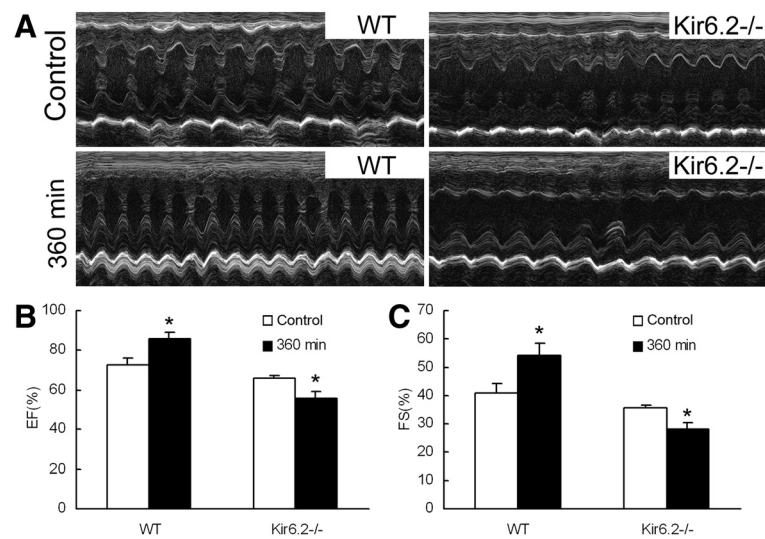 A
Control
WT
Kir6.2-/-
360 min
WT
Kir6.2-/-
B
EF(%)
100
80
60
40
20
0
Control
360 min
*
*
WT
Kir6.2-/-
C
FS(%)
70
60
50
40
30
20
10
0
Control
360 min
*
*
WT
Kir6.2-/-